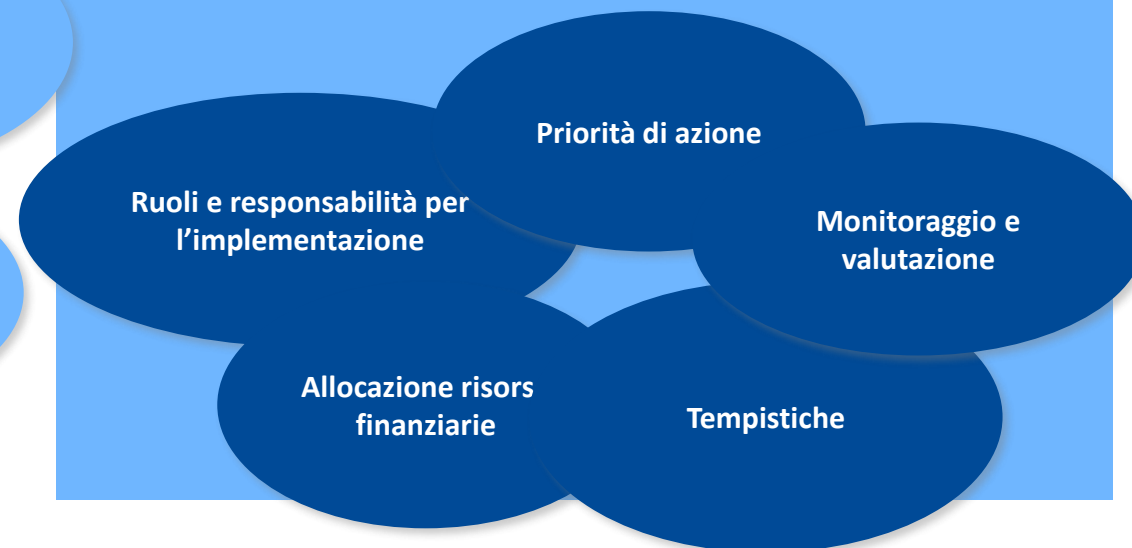 Priorità di azione
Ruoli e responsabilità per
l’implementazione
Monitoraggio e
valutazione
Allocazione risors
finanziarie
Tempistiche